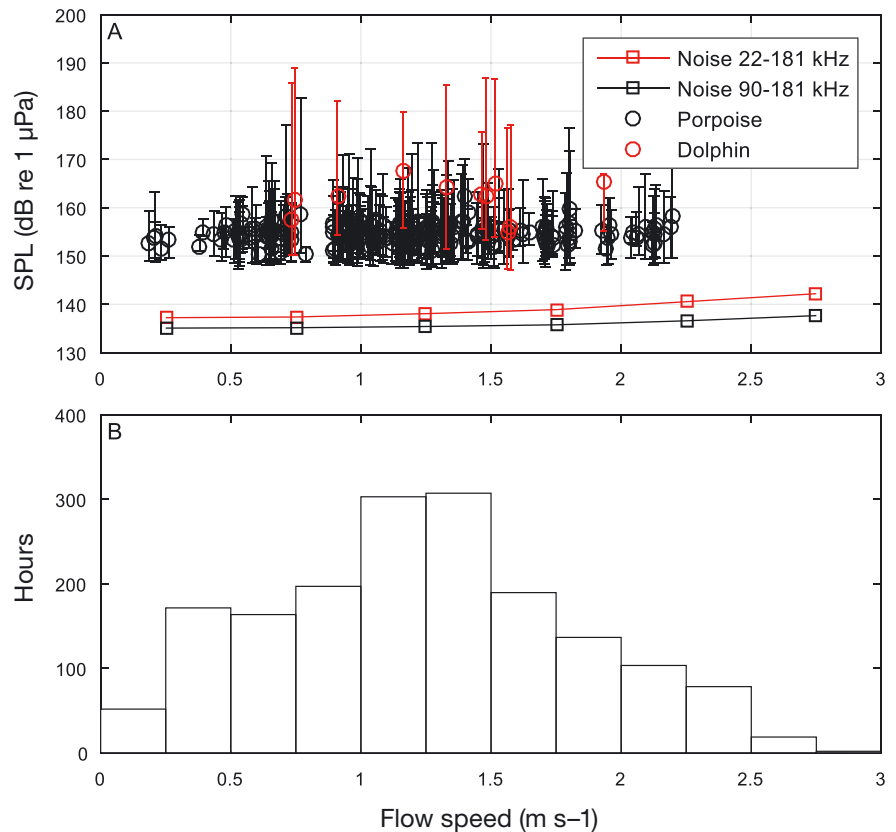 A
200
190
180
170
160
150
140
130
SPL (dB re 1 µPa)
Noise 22-181 kHz
Noise 90-181 kHz
Porpoise
Dolphin
0 0.5 1 1.5 2 2.5 3
B
400
300
200
100
0
Hours
0 0.5 1 1.5 2 2.5 3
Flow speed (m s–1)